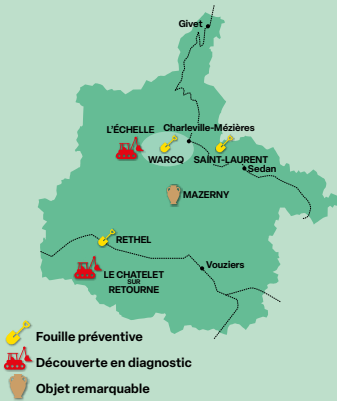 Givet
L'ÉCHELLE
Charleville-Mézières
WARCQ
SAINT-LAURENT
Sedan
MAZERNY
RETHEL
LE CHATELET
SUR
RETOURNE
Vouziers
Fouille préventive
Découverte en diagnostic
Objet remarquable